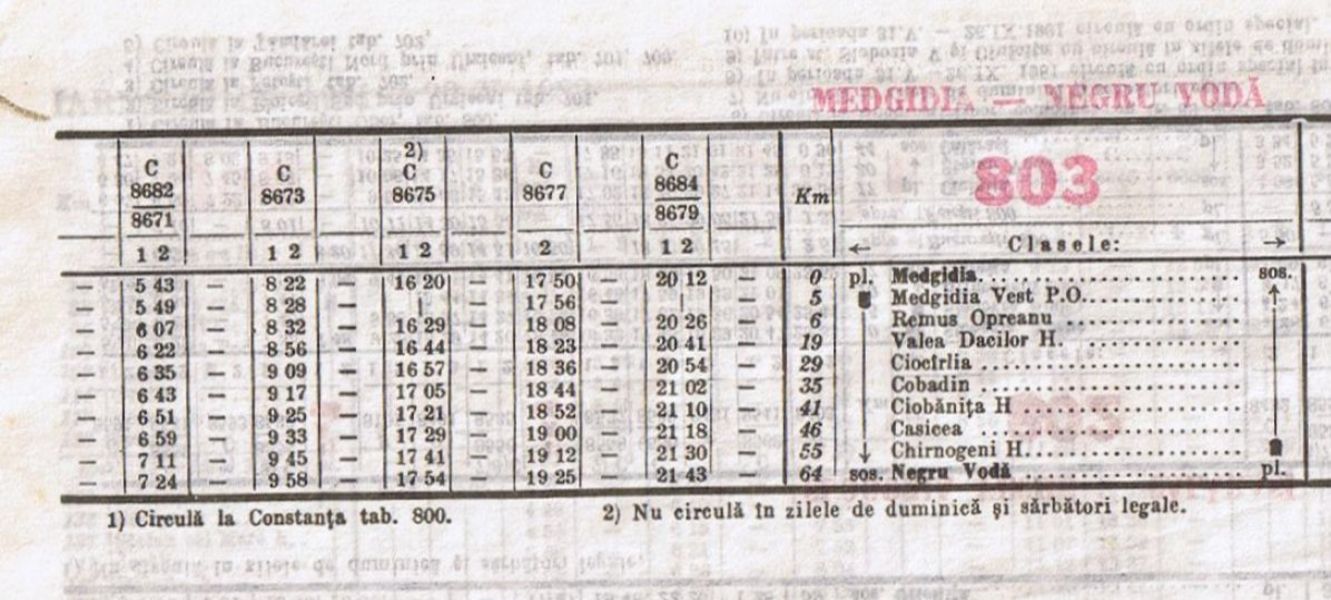 MEDGIDIA — NEGRU VODĂ
C 8682 8671 C 8673 2) C 8675 C 8677 C 8684 8679 Km 803
1 2 1 2 1 2 2 1 2 ← Clasele: →
— 5 43 — 8 22 — 16 20 — 17 50 — 20 12 — 0 pl. Medgidia sos.
— 5 49 — 8 28 — | — 17 56 — | — 5 Medgidia Vest P.O.
— 6 07 — 8 32 — 16 29 — 18 08 — 20 26 — 6 Remus Opreanu
— 6 22 — 8 56 — 16 44 — 18 23 — 20 41 — 19 Valea Dacilor H.
— 6 35 — 9 09 — 16 57 — 18 36 — 20 54 — 29 Ciocîrlia
— 6 43 — 9 17 — 17 05 — 18 44 — 21 02 — 35 Cobadin
— 6 51 — 9 25 — 17 21 — 18 52 — 21 10 — 41 Ciobănița H
— 6 59 — 9 33 — 17 29 — 19 00 — 21 18 — 46 Casicea
— 7 11 — 9 45 — 17 41 — 19 12 — 21 30 — 55 Chirnogeni H.
— 7 24 — 9 58 — 17 54 — 19 25 — 21 43 — 64 sos. Negru Vodă pl.
1) Circulă la Constanța tab. 800. 2) Nu circulă în zilele de duminică și sărbători legale.